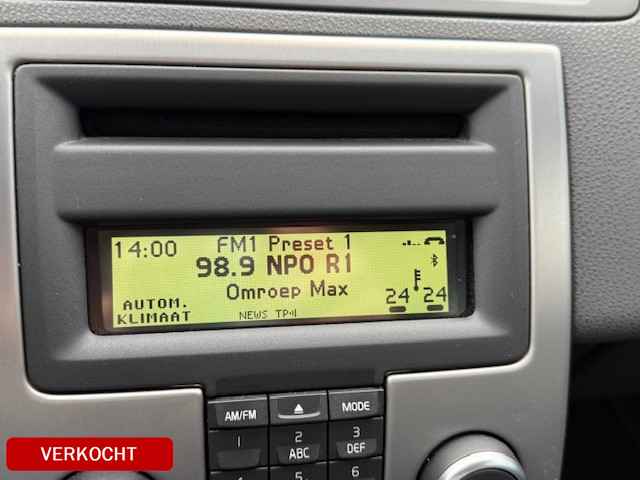 14:00 FM1 Preset 1
98.9 NPO R1
Omroep Max
AUTOM.
KLIMAAT
24 24
NEWS TP
AM/FM MODE
1 2 3
ABC DEF
5 6
VERKOCHT